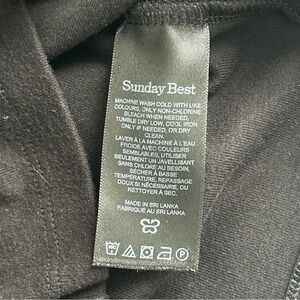 Sunday Best
MACHINE WASH COLD WITH LIKE
COLOURS, ONLY NON-CHLORINE
BLEACH WHEN NEEDED,
TUMBLE DRY LOW, COOL IRON
ONLY IF NEEDED, OR DRY
CLEAN.
LAVER À LA MACHINE À L'EAU
FROIDE AVEC COULEURS
SEMBLABLES, UTILISER
SEULEMENT UN JAVELLISANT
SANS CHLORE AU BESOIN,
SÉCHER À BASSE
TEMPÉRATURE, REPASSAGE
DOUX SI NÉCESSAIRE, OU
NETTOYER À SEC.
MADE IN SRI LANKA
FABRIQUÉ AU SRI LANKA
P